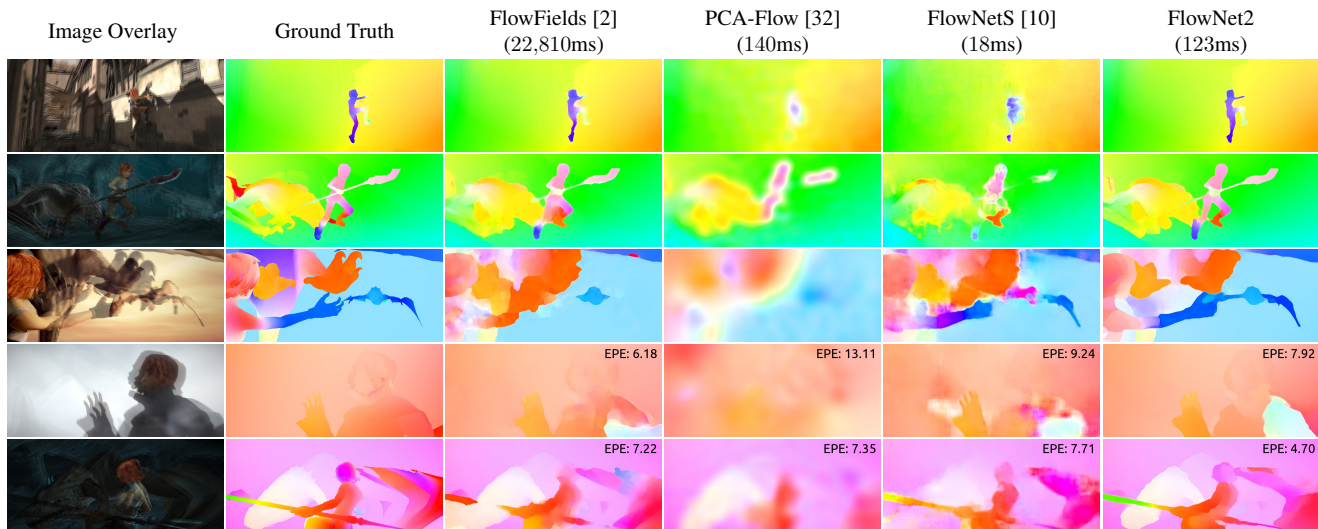 Image Overlay
Ground Truth
FlowFields [2]
(22,810ms)
PCA-Flow [32]
(140ms)
FlowNetS [10]
(18ms)
FlowNet2
(123ms)
EPE: 6.18
EPE: 13.11
EPE: 9.24
EPE: 7.92
EPE: 7.22
EPE: 7.35
EPE: 7.71
EPE: 4.70